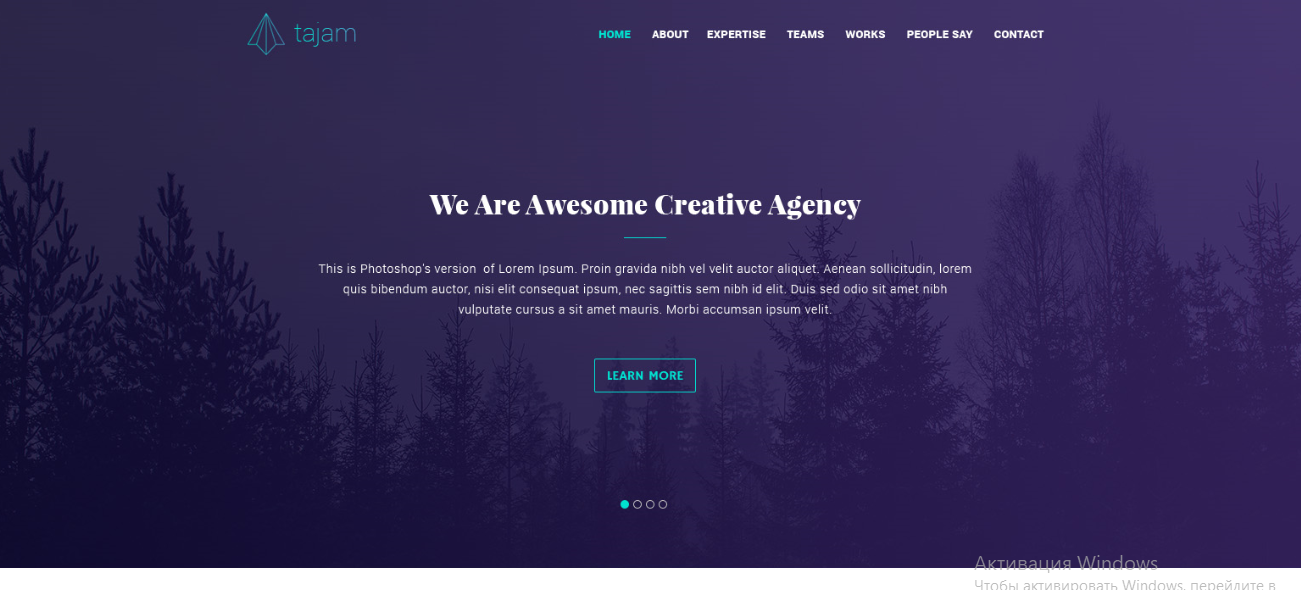 tajam
HOME ABOUT EXPERTISE TEAMS WORKS PEOPLE SAY CONTACT
We Are Awesome Creative Agency
This is Photoshop's version of Lorem Ipsum. Proin gravida nibh vel velit auctor aliquet. Aenean sollicitudin, lorem
quis bibendum auctor, nisi elit consequat ipsum, nec sagittis sem nibh id elit. Duis sed odio sit amet nibh
vulputate cursus a sit amet mauris. Morbi accumsan ipsum velit.
LEARN MORE
Активация Windows
Чтобы активировать Windows, перейдите в